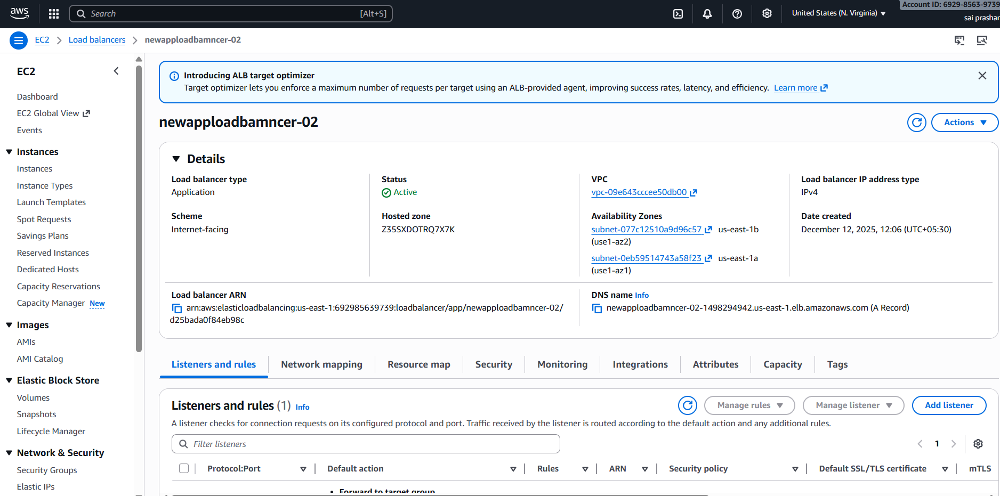 aws
Search [Alt+S]
United States (N. Virginia)
Account ID: 6929-8563-9739
sai prashar
EC2 > Load balancers > newapploadbamncer-02
EC2
Dashboard
EC2 Global View
Events
Instances
Instances
Instance Types
Launch Templates
Spot Requests
Savings Plans
Reserved Instances
Dedicated Hosts
Capacity Reservations
Capacity Manager New
Images
AMIs
AMI Catalog
Elastic Block Store
Volumes
Snapshots
Lifecycle Manager
Network & Security
Security Groups
Elastic IPs
Introducing ALB target optimizer
Target optimizer lets you enforce a maximum number of requests per target using an ALB-provided agent, improving success rates, latency, and efficiency. Learn more
newapploadbamncer-02
Actions
Details
Load balancer type
Application
Status
Active
VPC
vpc-09e643cccee50db00
Load balancer IP address type
IPv4
Scheme
Internet-facing
Hosted zone
Z35SXDOTRQ7X7K
Availability Zones
subnet-077c12510a9d96c57 us-east-1b
(use1-az2)
subnet-0eb59514743a58f23 us-east-1a
(use1-az1)
Date created
December 12, 2025, 12:06 (UTC+05:30)
Load balancer ARN
arn:aws:elasticloadbalancing:us-east-1:692985639739:loadbalancer/app/newapploadbamncer-02/
d25bada0f84eb98c
DNS name Info
newapploadbamncer-02-1498294942.us-east-1.elb.amazonaws.com (A Record)
Listeners and rules Network mapping Resource map Security Monitoring Integrations Attributes Capacity Tags
Listeners and rules (1) Info
Manage rules Manage listener Add listener
A listener checks for connection requests on its configured protocol and port. Traffic received by the listener is routed according to the default action and any additional rules.
Filter listeners
1
Protocol:Port Default action Rules ARN Security policy Default SSL/TLS certificate mTLS
• Forward to target group